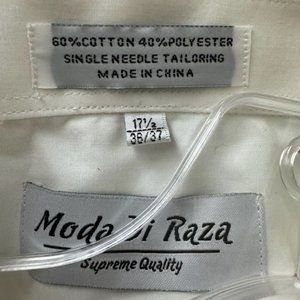 60%COTTON 40%POLYESTER
SINGLE NEEDLE TAILORING
MADE IN CHINA
17½
36/37
Moda Di Raza
Supreme Quality